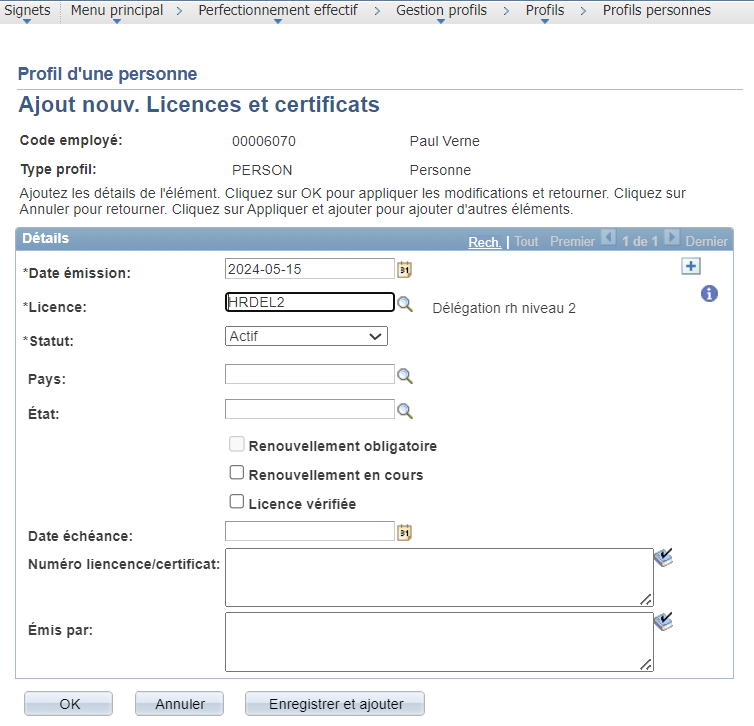 Signets Menu principal > Perfectionnement effectif > Gestion profils > Profils > Profils personnes
Profil d'une personne
Ajout nouv. Licences et certificats
Code employé: 00006070 Paul Verne
Type profil: PERSON Personne
Ajoutez les détails de l'élément. Cliquez sur OK pour appliquer les modifications et retourner. Cliquez sur
Annuler pour retourner. Cliquez sur Appliquer et ajouter pour ajouter d'autres éléments.
Détails Rech. | Tout Premier 1 de 1 Dernier
*Date émission: 2024-05-15
*Licence: HRDEL2 Délégation rh niveau 2
*Statut: Actif
Pays:
État:
Renouvellement obligatoire
Renouvellement en cours
Licence vérifiée
Date échéance:
Numéro liencence/certificat:
Émis par:
OK Annuler Enregistrer et ajouter